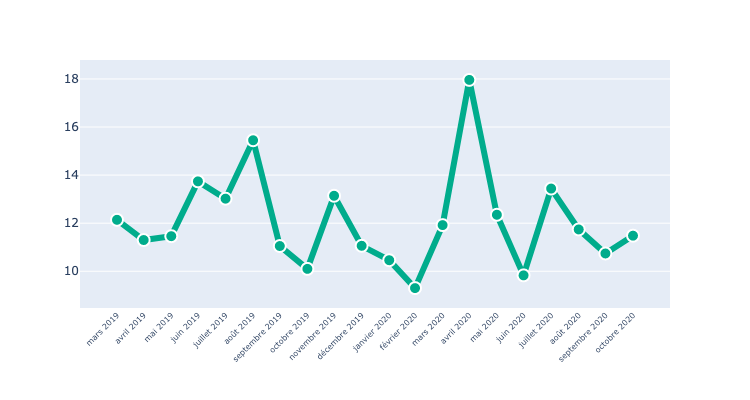 18
16
14
12
10
mars 2019
avril 2019
mai 2019
juin 2019
juillet 2019
août 2019
septembre 2019
octobre 2019
novembre 2019
décembre 2019
janvier 2020
février 2020
mars 2020
avril 2020
mai 2020
juin 2020
juillet 2020
août 2020
septembre 2020
octobre 2020